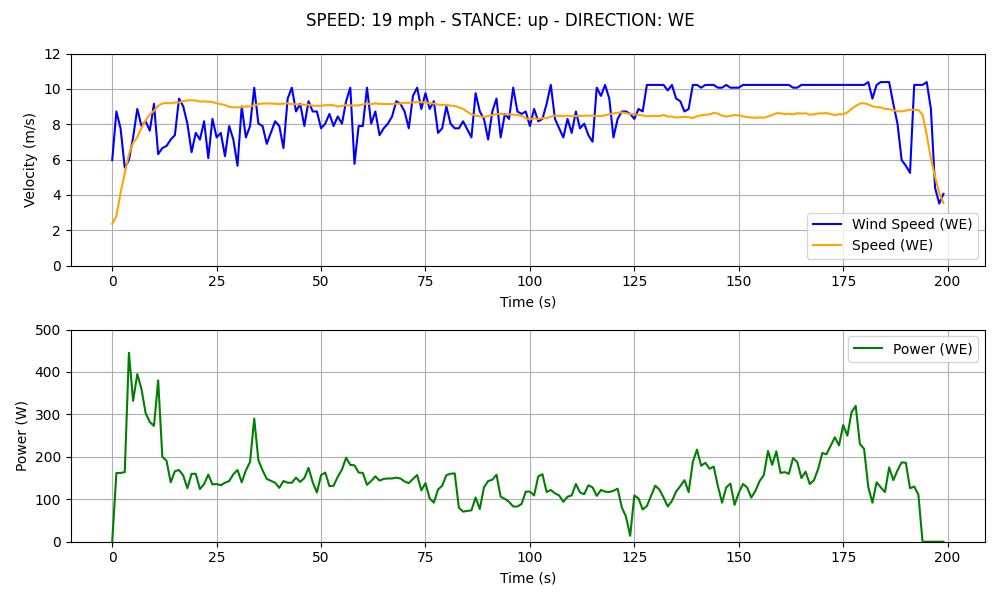 SPEED: 19 mph - STANCE: up - DIRECTION: WE
12
10
8
6
4
2
0
Velocity (m/s)
Wind Speed (WE)
Speed (WE)
0 25 50 75 100 125 150 175 200
Time (s)
500
400
300
200
100
0
Power (W)
Power (WE)
0 25 50 75 100 125 150 175 200
Time (s)